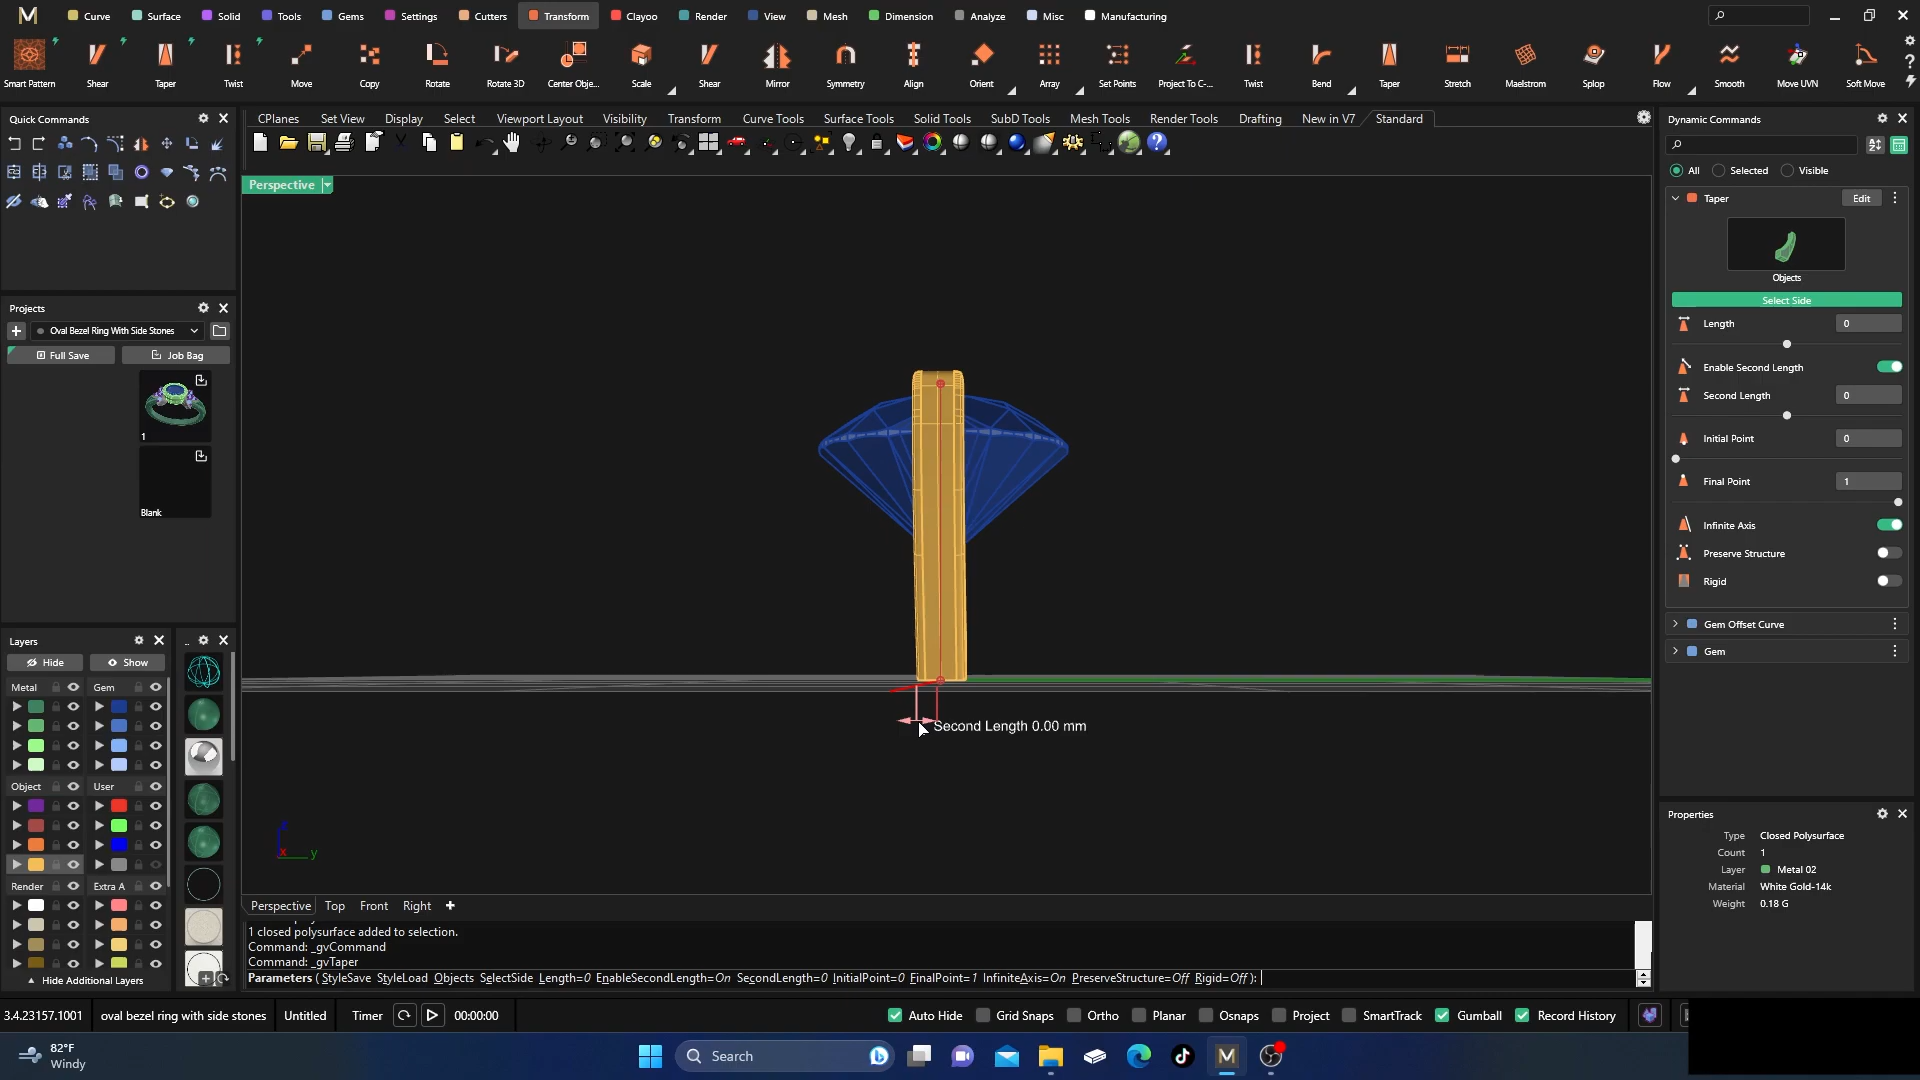 Curve Surface Solid Tools Gems Settings Cutters Transform Clayoo Render View Mesh Dimension Analyze Misc Manufacturing
Smart Pattern Shear Taper Twist Move Copy Rotate Rotate 3D Center Obje... Scale Shear Mirror Symmetry Align Orient Array Set Points Project To C-... Twist Bend Taper Stretch Maelstrom Splop Flow Smooth Move UVN Soft Move
Quick Commands
CPlanes Set View Display Select Viewport Layout Visibility Transform Curve Tools Surface Tools Solid Tools SubD Tools Mesh Tools Render Tools Drafting New in V7 Standard
Perspective
Projects
Oval Bezel Ring With Side Stones
Full Save Job Bag
1
Blank
Layers
Hide Show
Metal Gem
Object User
Render Extra A
Hide Additional Layers
Second Length 0.00 mm
z
x y
Perspective Top Front Right
1 closed polysurface added to selection.
Command: _gvCommand
Command: _gvTaper
Parameters ( StyleSave StyleLoad Objects SelectSide Length=0 EnableSecondLength=On SecondLength=0 InitialPoint=0 FinalPoint=1 InfiniteAxis=On PreserveStructure=Off Rigid=Off ):
Dynamic Commands
All Selected Visible
Taper Edit
Objects
Select Side
Length 0
Enable Second Length
Second Length 0
Initial Point 0
Final Point 1
Infinite Axis
Preserve Structure
Rigid
Gem Offset Curve
Gem
Properties
Type Closed Polysurface
Count 1
Layer Metal 02
Material White Gold-14k
Weight 0.18 G
3.4.23157.1001 oval bezel ring with side stones Untitled Timer 00:00:00 Auto Hide Grid Snaps Ortho Planar Osnaps Project SmartTrack Gumball Record History
82°F
Windy
Search